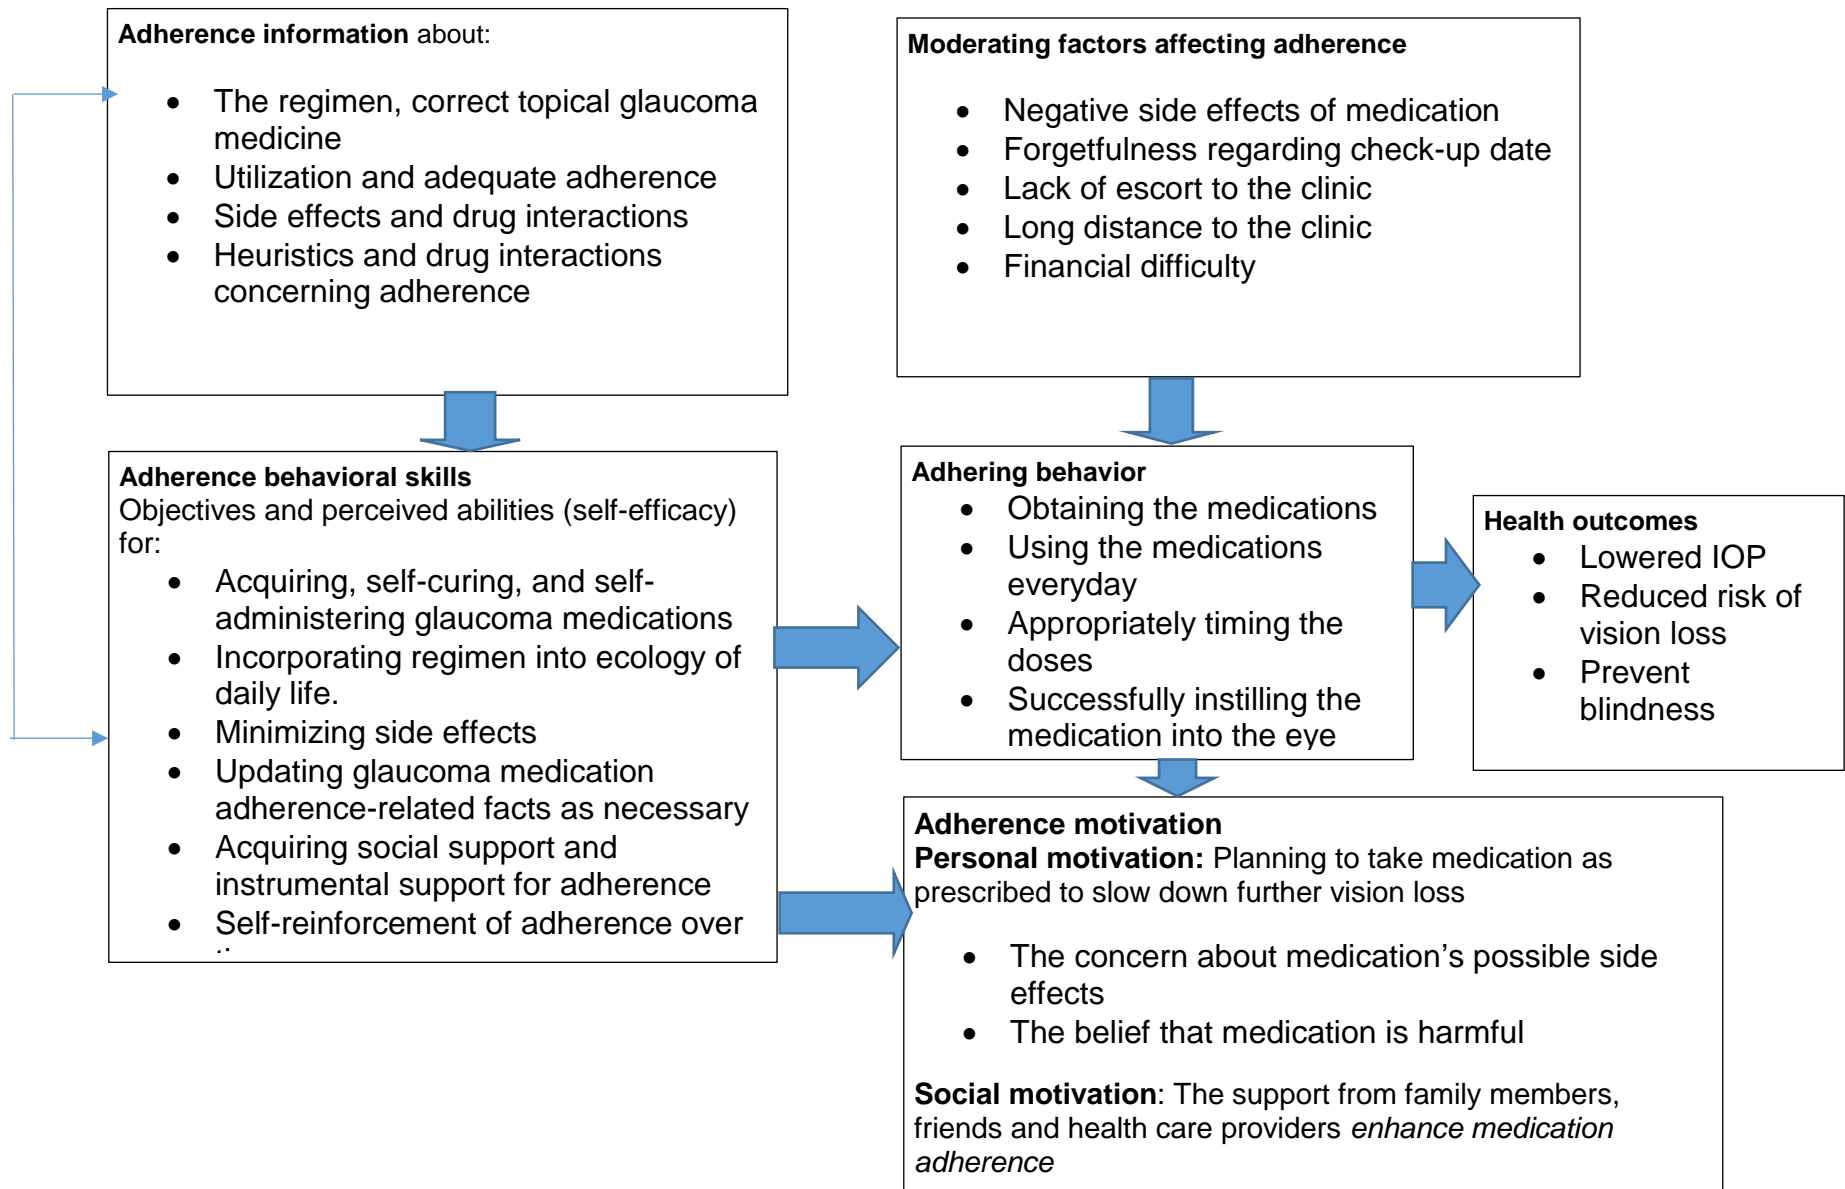 Adherence information about:
• The regimen, correct topical glaucoma
medicine
• Utilization and adequate adherence
• Side effects and drug interactions
• Heuristics and drug interactions
concerning adherence
Moderating factors affecting adherence
• Negative side effects of medication
• Forgetfulness regarding check-up date
• Lack of escort to the clinic
• Long distance to the clinic
• Financial difficulty
Adherence behavioral skills
Objectives and perceived abilities (self-efficacy)
for:
• Acquiring, self-curing, and self-
administering glaucoma medications
• Incorporating regimen into ecology of
daily life.
• Minimizing side effects
• Updating glaucoma medication
adherence-related facts as necessary
• Acquiring social support and
instrumental support for adherence
• Self-reinforcement of adherence over
Adhering behavior
• Obtaining the medications
• Using the medications
everyday
• Appropriately timing the
doses
• Successfully instilling the
medication into the eye
Health outcomes
• Lowered IOP
• Reduced risk of
vision loss
• Prevent
blindness
Adherence motivation
Personal motivation: Planning to take medication as
prescribed to slow down further vision loss
• The concern about medication’s possible side
effects
• The belief that medication is harmful
Social motivation: The support from family members,
friends and health care providers enhance medication
adherence